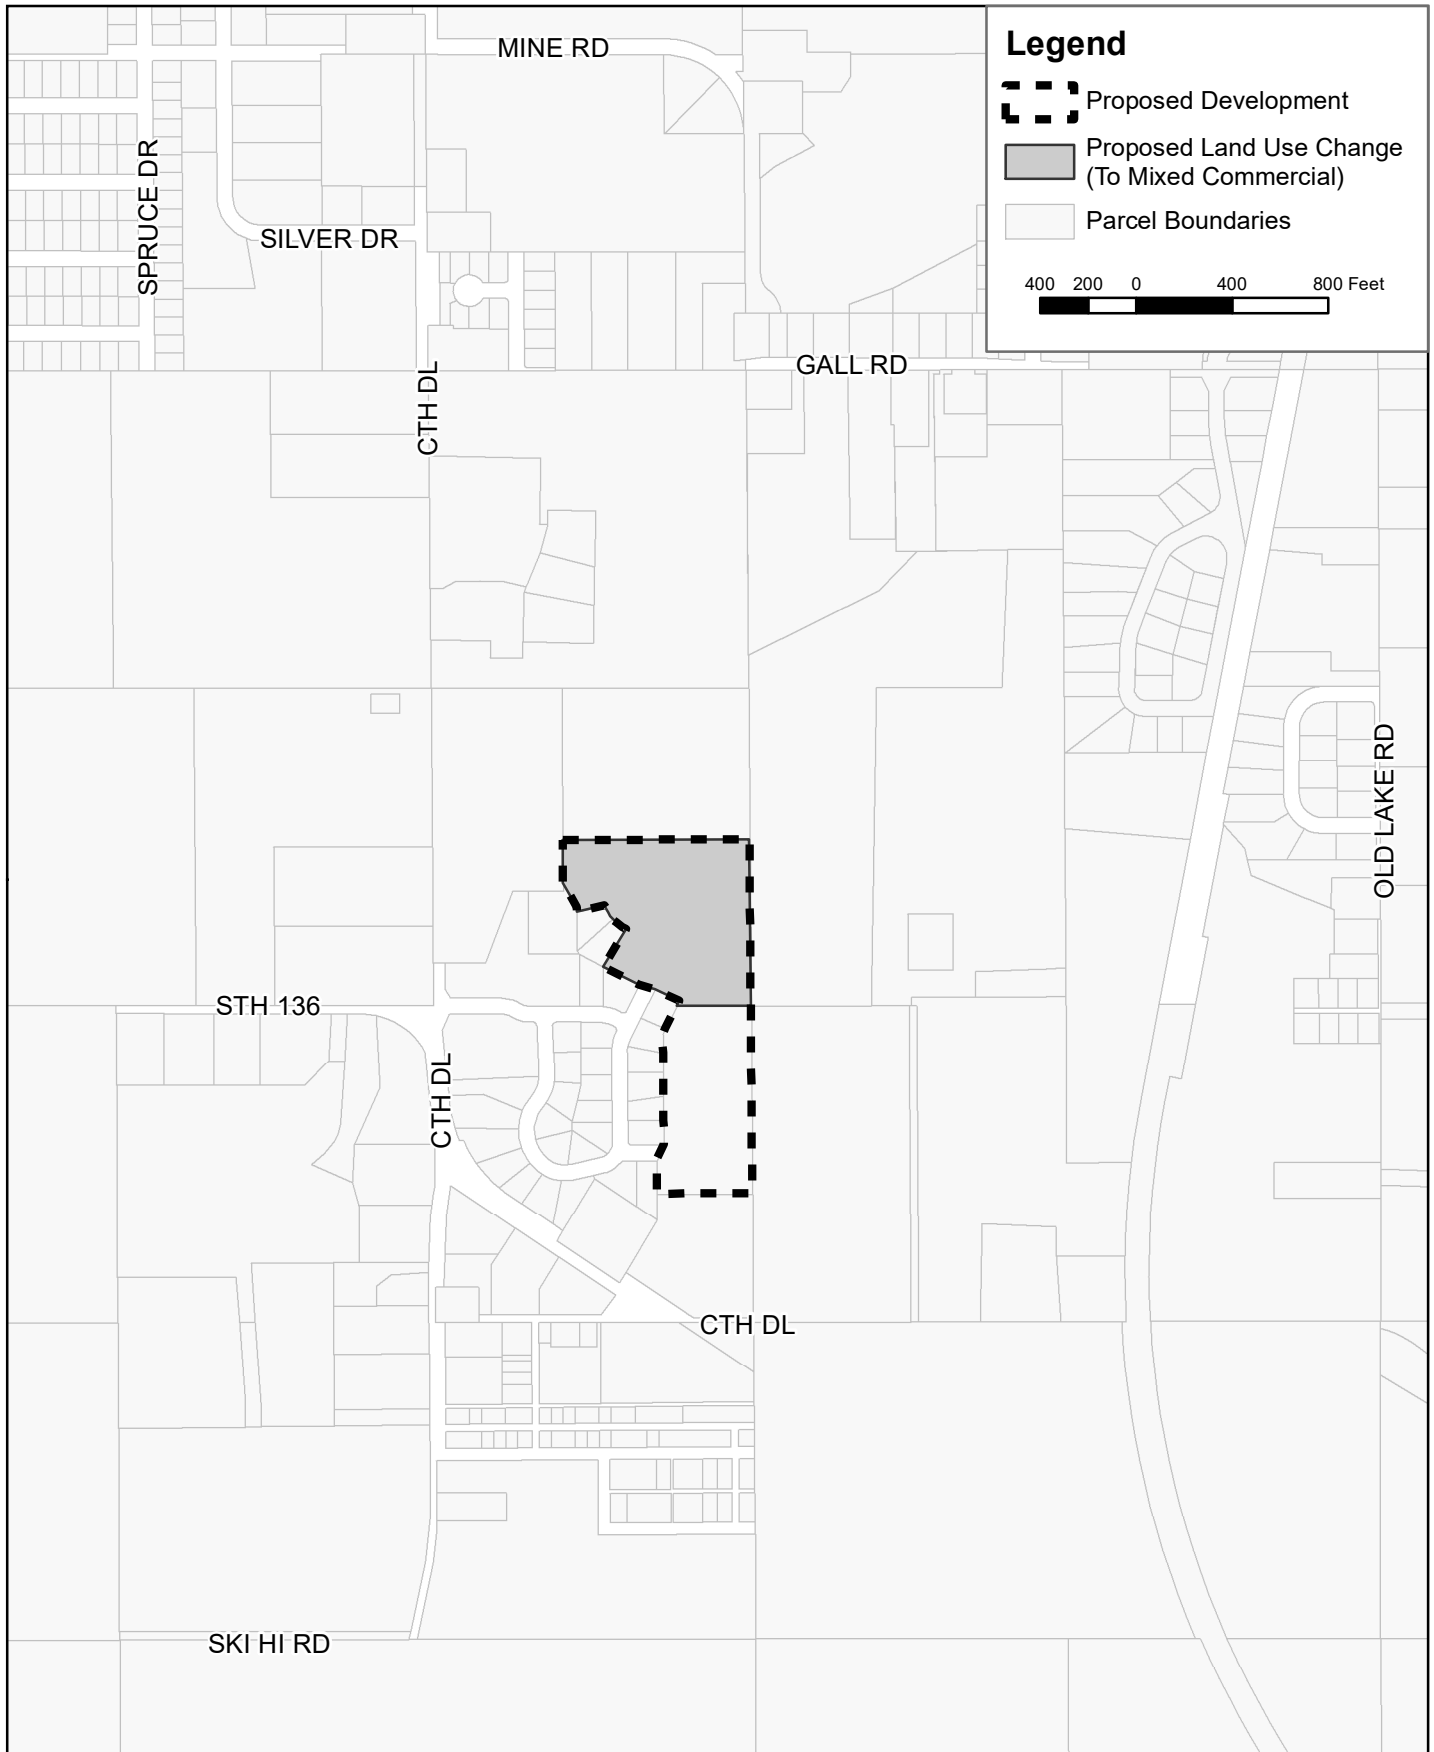 MINE RD
Legend
Proposed Development
Proposed Land Use Change
(To Mixed Commercial)
Parcel Boundaries
400 200 0 400 800 Feet
SPRUCE DR
SILVER DR
GALL RD
CTH DL
OLD LAKE RD
STH 136
CTH DL
CTH DL
SKI HI RD